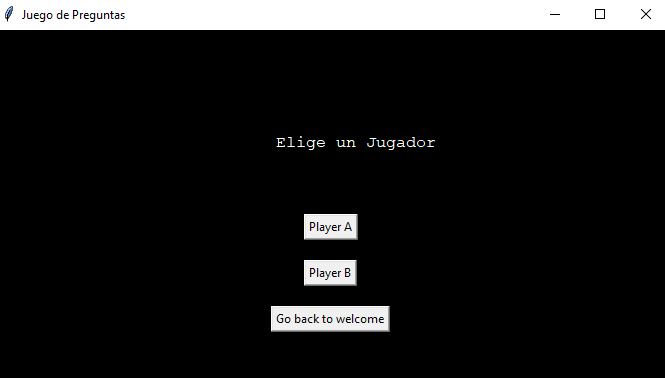 Juego de Preguntas
Elige un Jugador
Player A
Player B
Go back to welcome